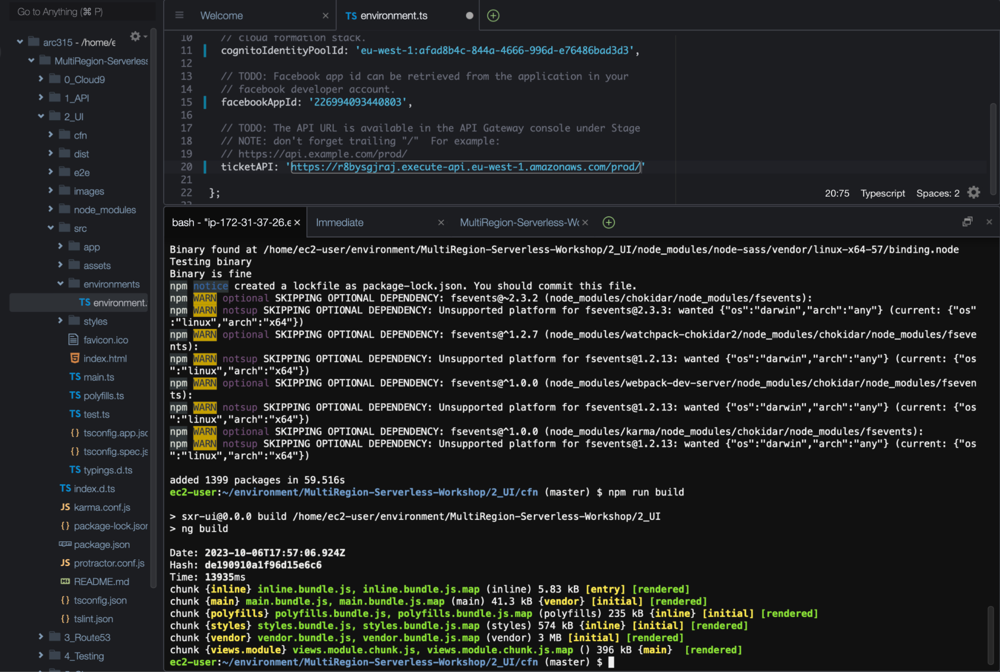 Go to Anything (⌘ P)
arc315 - /home/e
MultiRegion-Serverless
0_Cloud9
1_API
2_UI
cfn
dist
e2e
images
node_modules
src
app
assets
environments
TS environment.
styles
favicon.ico
index.html
TS main.ts
TS polyfills.ts
TS test.ts
{} tsconfig.app.jsc
{} tsconfig.spec.js
TS typings.d.ts
TS index.d.ts
JS karma.conf.js
{} package-lock.json
package.json
JS protractor.conf.js
README.md
{} tsconfig.json
{} tslint.json
3_Route53
4_Testing
Welcome
TS environment.ts
10 // cloud formation stack.
11 cognitoIdentityPoolId: 'eu-west-1:afad8b4c-844a-4666-996d-e76486bad3d3',
12
13 // TODO: Facebook app id can be retrieved from the application in your
14 // facebook developer account.
15 facebookAppId: '226994093440803',
16
17 // TODO: The API URL is available in the API Gateway console under Stage
18 // NOTE: don't forget trailing "/"  For example:
19 // https://api.example.com/prod/
20 ticketAPI: 'https://r8bysgjraj.execute-api.eu-west-1.amazonaws.com/prod/'
21
22 };
20:75 Typescript Spaces: 2
bash - "ip-172-31-37-26.e
Immediate
MultiRegion-Serverless-Wo
Binary found at /home/ec2-user/environment/MultiRegion-Serverless-Workshop/2_UI/node_modules/node-sass/vendor/linux-x64-57/binding.node
Testing binary
Binary is fine
npm notice created a lockfile as package-lock.json. You should commit this file.
npm WARN optional SKIPPING OPTIONAL DEPENDENCY: fsevents@~2.3.2 (node_modules/chokidar/node_modules/fsevents):
npm WARN notsup SKIPPING OPTIONAL DEPENDENCY: Unsupported platform for fsevents@2.3.3: wanted {"os":"darwin","arch":"any"} (current: {"os"
:"linux","arch":"x64"})
npm WARN optional SKIPPING OPTIONAL DEPENDENCY: fsevents@^1.2.7 (node_modules/watchpack-chokidar2/node_modules/chokidar/node_modules/fseve
nts):
npm WARN notsup SKIPPING OPTIONAL DEPENDENCY: Unsupported platform for fsevents@1.2.13: wanted {"os":"darwin","arch":"any"} (current: {"os
":"linux","arch":"x64"})
npm WARN optional SKIPPING OPTIONAL DEPENDENCY: fsevents@^1.0.0 (node_modules/webpack-dev-server/node_modules/chokidar/node_modules/fseven
ts):
npm WARN notsup SKIPPING OPTIONAL DEPENDENCY: Unsupported platform for fsevents@1.2.13: wanted {"os":"darwin","arch":"any"} (current: {"os
":"linux","arch":"x64"})
npm WARN optional SKIPPING OPTIONAL DEPENDENCY: fsevents@^1.0.0 (node_modules/karma/node_modules/chokidar/node_modules/fsevents):
npm WARN notsup SKIPPING OPTIONAL DEPENDENCY: Unsupported platform for fsevents@1.2.13: wanted {"os":"darwin","arch":"any"} (current: {"os
":"linux","arch":"x64"})
added 1399 packages in 59.516s
ec2-user:~/environment/MultiRegion-Serverless-Workshop/2_UI/cfn (master) $ npm run build
> sxr-ui@0.0.0 build /home/ec2-user/environment/MultiRegion-Serverless-Workshop/2_UI
> ng build
Date: 2023-10-06T17:57:06.924Z
Hash: de190910a1f96d15e6c6
Time: 13935ms
chunk {inline} inline.bundle.js, inline.bundle.js.map (inline) 5.83 kB [entry] [rendered]
chunk {main} main.bundle.js, main.bundle.js.map (main) 41.3 kB {vendor} [initial] [rendered]
chunk {polyfills} polyfills.bundle.js, polyfills.bundle.js.map (polyfills) 235 kB {inline} [initial] [rendered]
chunk {styles} styles.bundle.js, styles.bundle.js.map (styles) 574 kB {inline} [initial] [rendered]
chunk {vendor} vendor.bundle.js, vendor.bundle.js.map (vendor) 3 MB [initial] [rendered]
chunk {views.module} views.module.chunk.js, views.module.chunk.js.map () 396 kB {main}  [rendered]
ec2-user:~/environment/MultiRegion-Serverless-Workshop/2_UI/cfn (master) $